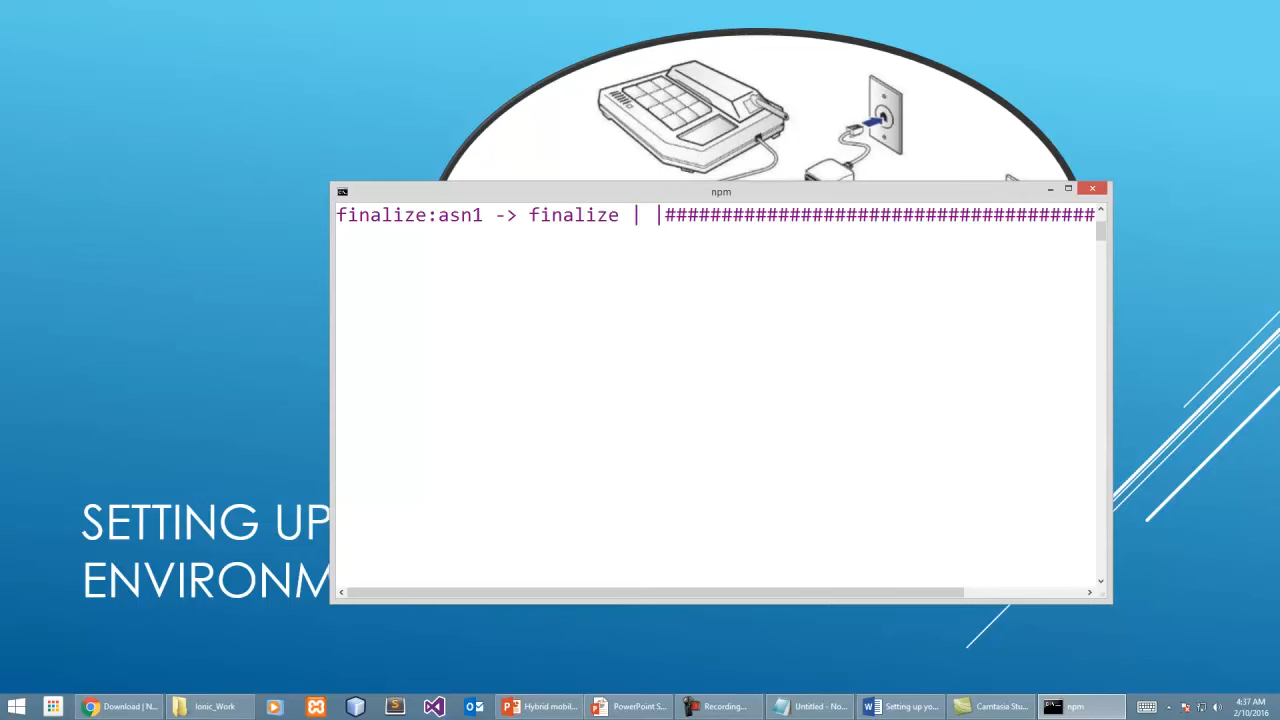 npm
finalize:asn1 -> finalize | |######################################
SETTING UP
ENVIRONM
Download | N...
Ionic_Work
Hybrid mobil...
PowerPoint S...
Recording...
Untitled - No...
Setting up yo...
Camtasia Stu...
npm
4:37 AM
2/10/2016